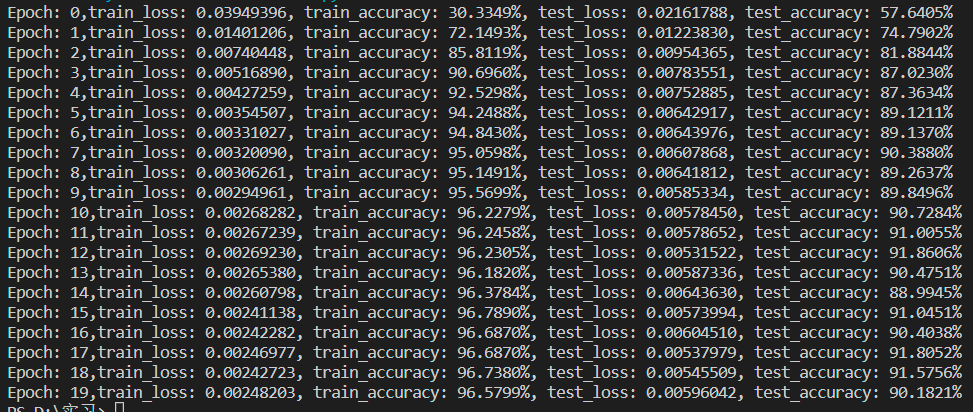 Epoch: 0,train_loss: 0.03949396, train_accuracy: 30.3349%, test_loss: 0.02161788, test_accuracy: 57.6405%
Epoch: 1,train_loss: 0.01401206, train_accuracy: 72.1493%, test_loss: 0.01223830, test_accuracy: 74.7902%
Epoch: 2,train_loss: 0.00740448, train_accuracy: 85.8119%, test_loss: 0.00954365, test_accuracy: 81.8844%
Epoch: 3,train_loss: 0.00516890, train_accuracy: 90.6960%, test_loss: 0.00783551, test_accuracy: 87.0230%
Epoch: 4,train_loss: 0.00427259, train_accuracy: 92.5298%, test_loss: 0.00752885, test_accuracy: 87.3634%
Epoch: 5,train_loss: 0.00354507, train_accuracy: 94.2488%, test_loss: 0.00642917, test_accuracy: 89.1211%
Epoch: 6,train_loss: 0.00331027, train_accuracy: 94.8430%, test_loss: 0.00643976, test_accuracy: 89.1370%
Epoch: 7,train_loss: 0.00320090, train_accuracy: 95.0598%, test_loss: 0.00607868, test_accuracy: 90.3880%
Epoch: 8,train_loss: 0.00306261, train_accuracy: 95.1491%, test_loss: 0.00641812, test_accuracy: 89.2637%
Epoch: 9,train_loss: 0.00294961, train_accuracy: 95.5699%, test_loss: 0.00585334, test_accuracy: 89.8496%
Epoch: 10,train_loss: 0.00268282, train_accuracy: 96.2279%, test_loss: 0.00578450, test_accuracy: 90.7284%
Epoch: 11,train_loss: 0.00267239, train_accuracy: 96.2458%, test_loss: 0.00578652, test_accuracy: 91.0055%
Epoch: 12,train_loss: 0.00269230, train_accuracy: 96.2305%, test_loss: 0.00531522, test_accuracy: 91.8606%
Epoch: 13,train_loss: 0.00265380, train_accuracy: 96.1820%, test_loss: 0.00587336, test_accuracy: 90.4751%
Epoch: 14,train_loss: 0.00260798, train_accuracy: 96.3784%, test_loss: 0.00643630, test_accuracy: 88.9945%
Epoch: 15,train_loss: 0.00241138, train_accuracy: 96.7890%, test_loss: 0.00573994, test_accuracy: 91.0451%
Epoch: 16,train_loss: 0.00242282, train_accuracy: 96.6870%, test_loss: 0.00604510, test_accuracy: 90.4038%
Epoch: 17,train_loss: 0.00246977, train_accuracy: 96.6870%, test_loss: 0.00537979, test_accuracy: 91.8052%
Epoch: 18,train_loss: 0.00242723, train_accuracy: 96.7380%, test_loss: 0.00545509, test_accuracy: 91.5756%
Epoch: 19,train_loss: 0.00248203, train_accuracy: 96.5799%, test_loss: 0.00596042, test_accuracy: 90.1821%
PS D:\实习>